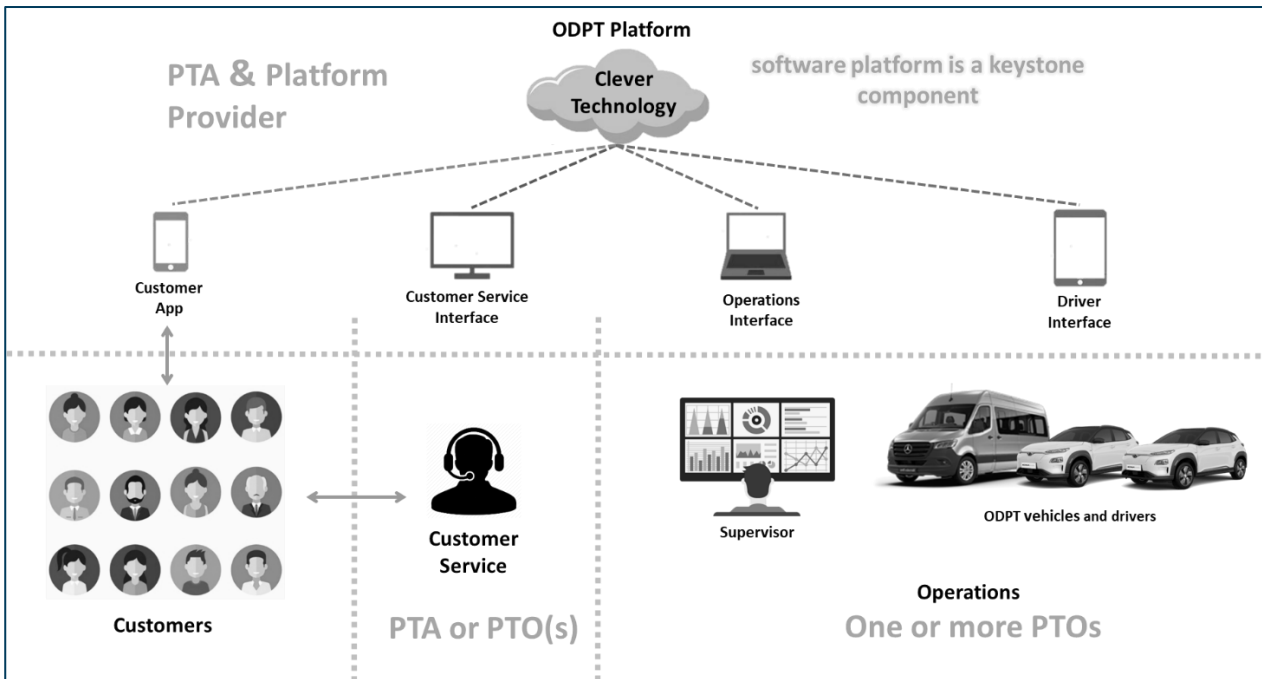 ODPT Platform
PTA & Platform
Provider
Clever
Technology
software platform is a keystone
component
Customer
App
Customer Service
Interface
Operations
Interface
Driver
Interface
Customers
Customer
Service
PTA or PTO(s)
Supervisor
ODPT vehicles and drivers
Operations
One or more PTOs